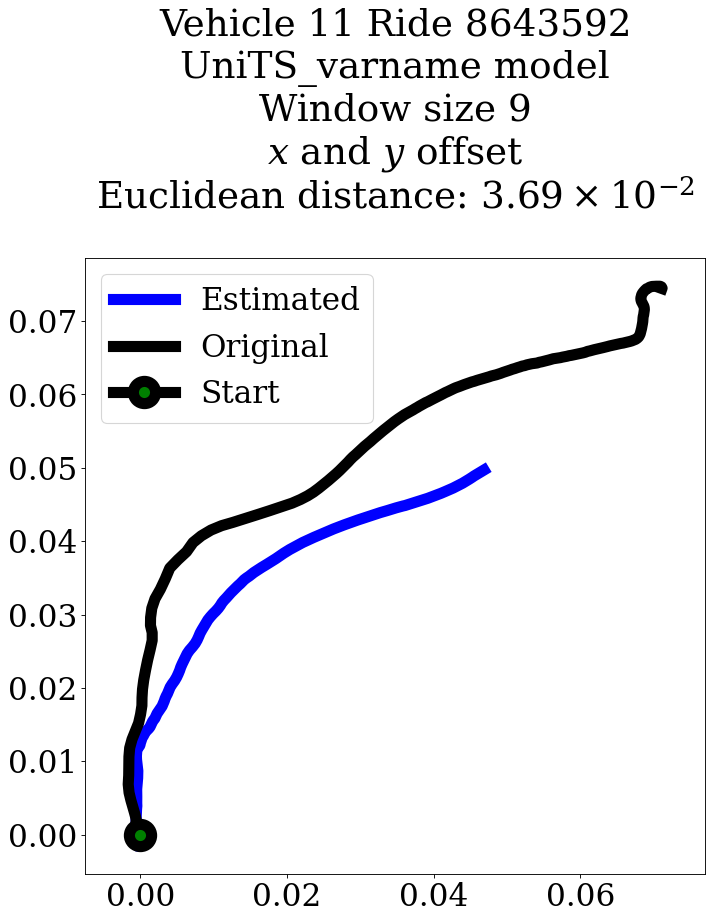 Vehicle 11 Ride 8643592
UniTS_varname model
Window size 9
x and y offset
Euclidean distance: 3.69 × 10⁻²
Estimated
Original
Start
0.07
0.06
0.05
0.04
0.03
0.02
0.01
0.00
0.00 0.02 0.04 0.06